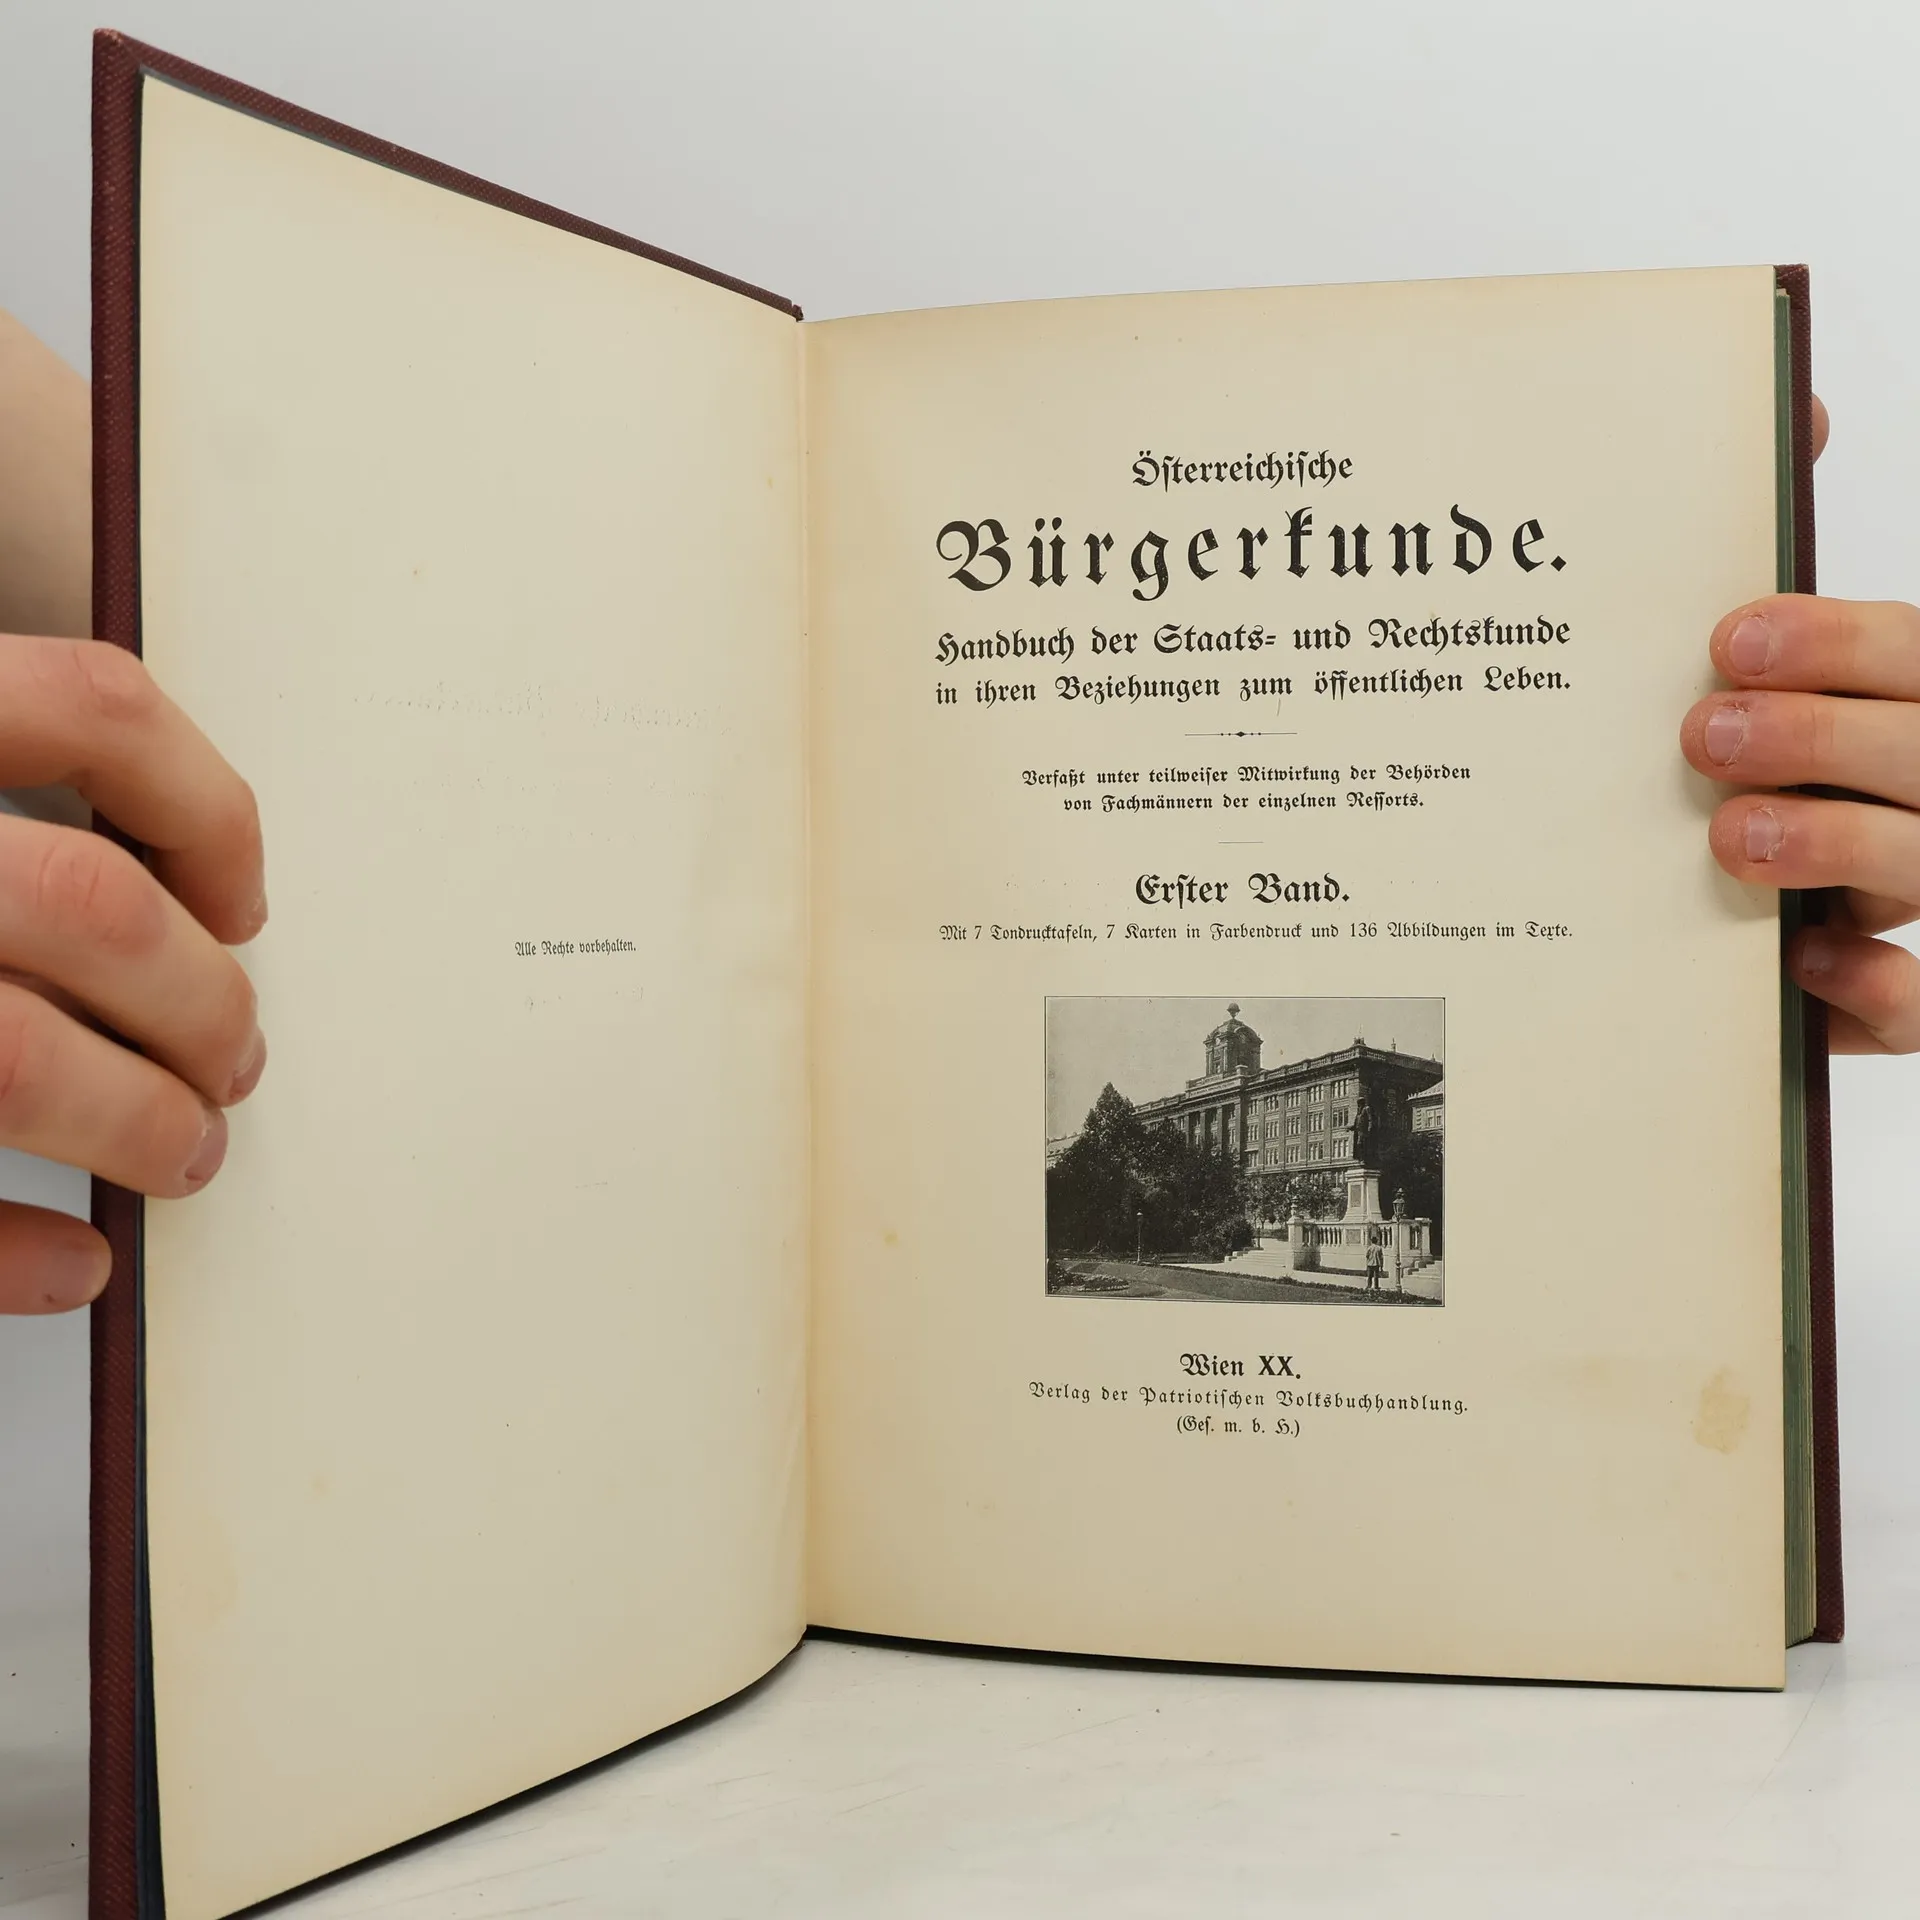 Alle Rechte vorbehalten.
Öſterreichiſche
Bürgerkunde.
Handbuch der Staats= und Rechtskunde
in ihren Beziehungen zum öffentlichen Leben.
Verfaßt unter teilweiſer Mitwirkung der Behörden
von Fachmännern der einzelnen Reſſorts.
Erſter Band.
Mit 7 Tondrucktafeln, 7 Karten in Farbendruck und 136 Abbildungen im Texte.
Wien XX.
Verlag der Patriotiſchen Volksbuchhandlung.
(Geſ. m. b. H.)